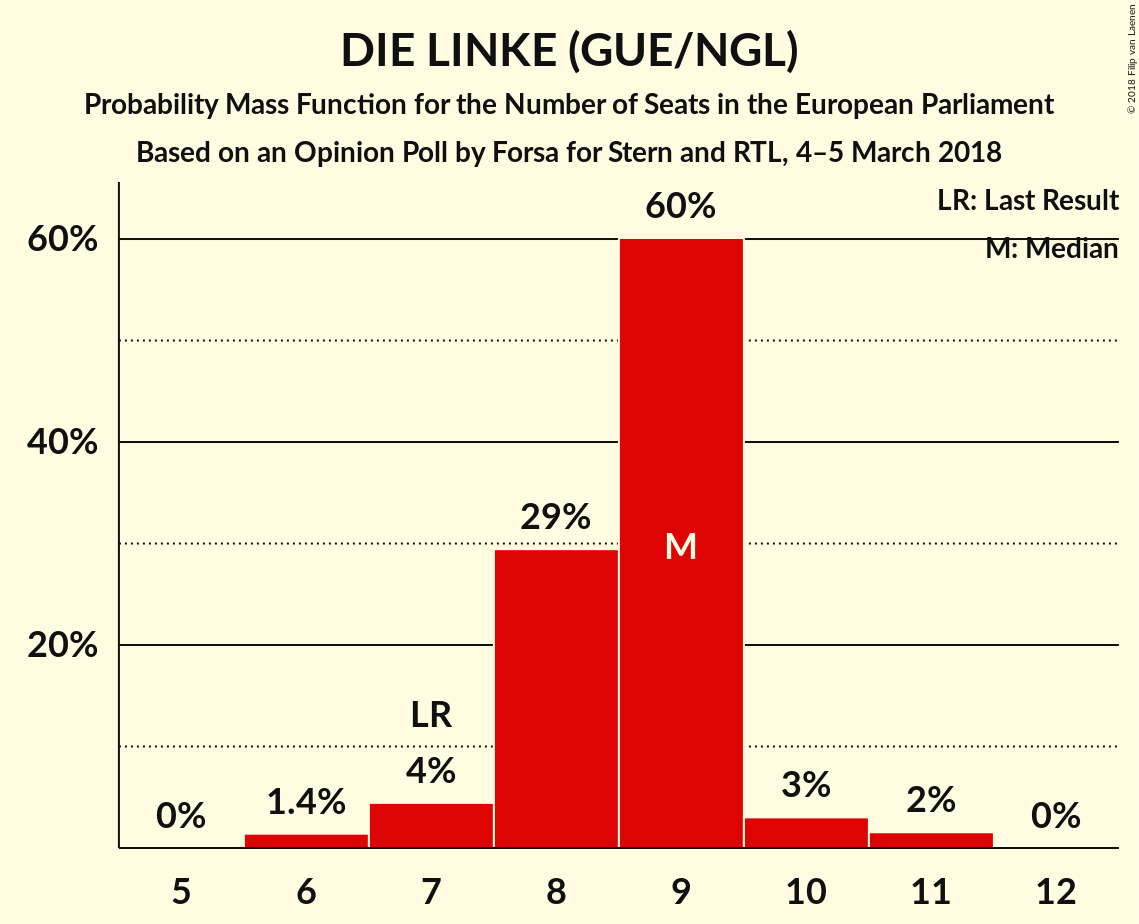 DIE LINKE (GUE/NGL)
Probability Mass Function for the Number of Seats in the European Parliament
Based on an Opinion Poll by Forsa for Stern and RTL, 4–5 March 2018
© 2018 Filip van Laenen
LR: Last Result
M: Median
60%
40%
20%
0%
1.4%
LR
4%
29%
60%
M
3%
2%
0%
5
6
7
8
9
10
11
12